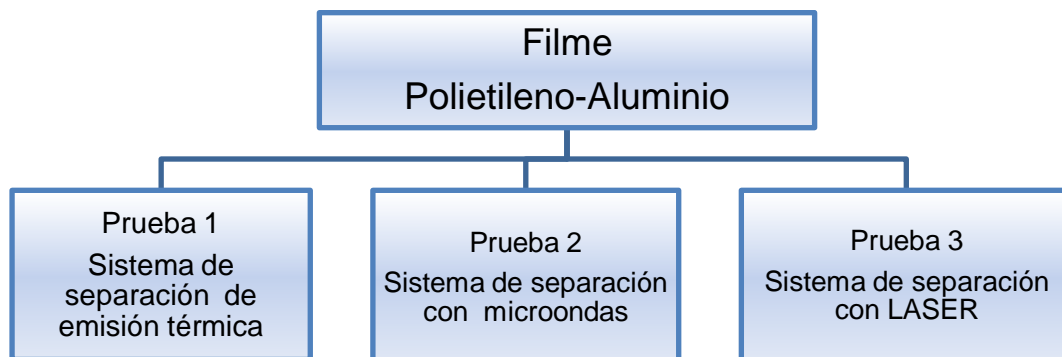 Filme
Polietileno-Aluminio
Prueba 1
Sistema de
separación de
emisión térmica
Prueba 2
Sistema de separación
con microondas
Prueba 3
Sistema de separación
con LASER